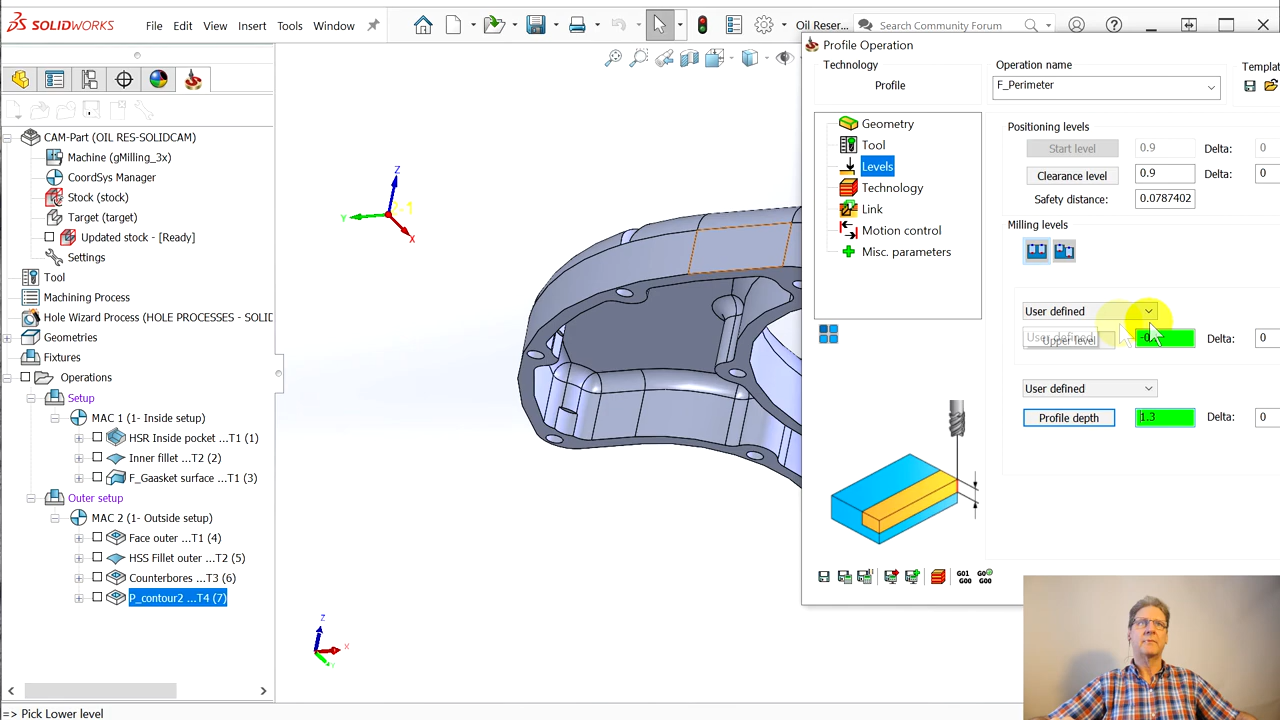 SOLIDWORKS File Edit View Insert Tools Window Oil Reser... Search Community Forum
Profile Operation
Technology
Profile
Operation name
F_Perimeter
Templa
Geometry
Tool
Levels
Technology
Link
Motion control
Misc. parameters
Positioning levels
Start level 0.9 Delta: 0
Clearance level 0.9 Delta: 0
Safety distance: 0.0787402
Milling levels
User defined
Upper level Delta: 0
User defined
Profile depth 1.3 Delta: 0
G01 G0
G00 G00
CAM-Part (OIL RES-SOLIDCAM)
Machine (gMilling_3x)
CoordSys Manager
Stock (stock)
Target (target)
Updated stock - [Ready]
Settings
Tool
Machining Process
Hole Wizard Process (HOLE PROCESSES - SOLID
Geometries
Fixtures
Operations
Setup
MAC 1 (1- Inside setup)
HSR Inside pocket ...T1 (1)
Inner fillet ...T2 (2)
F_Gaasket surface ...T1 (3)
Outer setup
MAC 2 (1- Outside setup)
Face outer ...T1 (4)
HSS Fillet outer ...T2 (5)
Counterbores ...T3 (6)
P_contour2 ...T4 (7)
Z
Y
X
Z
X
Y
=> Pick Lower level